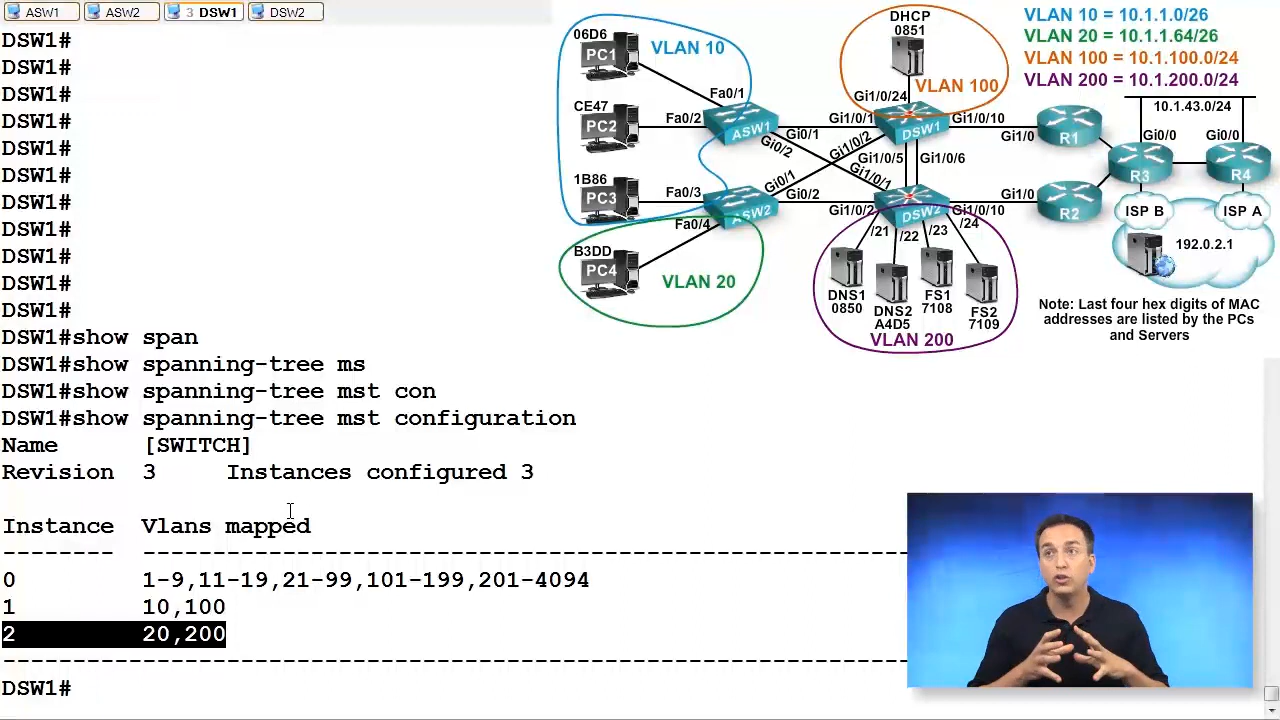 ASW1
ASW2
3 DSW1
DSW2
DSW1#
DSW1#
DSW1#
DSW1#
DSW1#
DSW1#
DSW1#
DSW1#
DSW1#
DSW1#
DSW1#
DSW1#show span
DSW1#show spanning-tree ms
DSW1#show spanning-tree mst con
DSW1#show spanning-tree mst configuration
Name [SWITCH]
Revision 3 Instances configured 3
Instance Vlans mapped
-------- --------------------------------------------------------
0 1-9,11-19,21-99,101-199,201-4094
1 10,100
2 20,200
-----------------------------------------------------------------
DSW1#
06D6
PC1
VLAN 10
Fa0/1
CE47
PC2
Fa0/2
ASW1
Gi0/1
Gi0/2
1B86
PC3
Fa0/3
ASW2
Gi0/1
Gi0/2
Fa0/4
B3DD
PC4
VLAN 20
DHCP
0851
VLAN 100
Gi1/0/24
Gi1/0/1
DSW1
Gi1/0/10
Gi1/0/2
Gi1/0/5
Gi1/0/6
Gi1/0/1
Gi1/0/2
DSW2
Gi1/0/10
/21
/22
/23
/24
DNS1
0850
DNS2
A4D5
FS1
7108
FS2
7109
VLAN 200
VLAN 10 = 10.1.1.0/26
VLAN 20 = 10.1.1.64/26
VLAN 100 = 10.1.100.0/24
VLAN 200 = 10.1.200.0/24
10.1.43.0/24
Gi1/0
R1
Gi0/0
Gi0/0
R3
R4
Gi1/0
R2
ISP B
ISP A
192.0.2.1
Note: Last four hex digits of MAC
addresses are listed by the PCs
and Servers